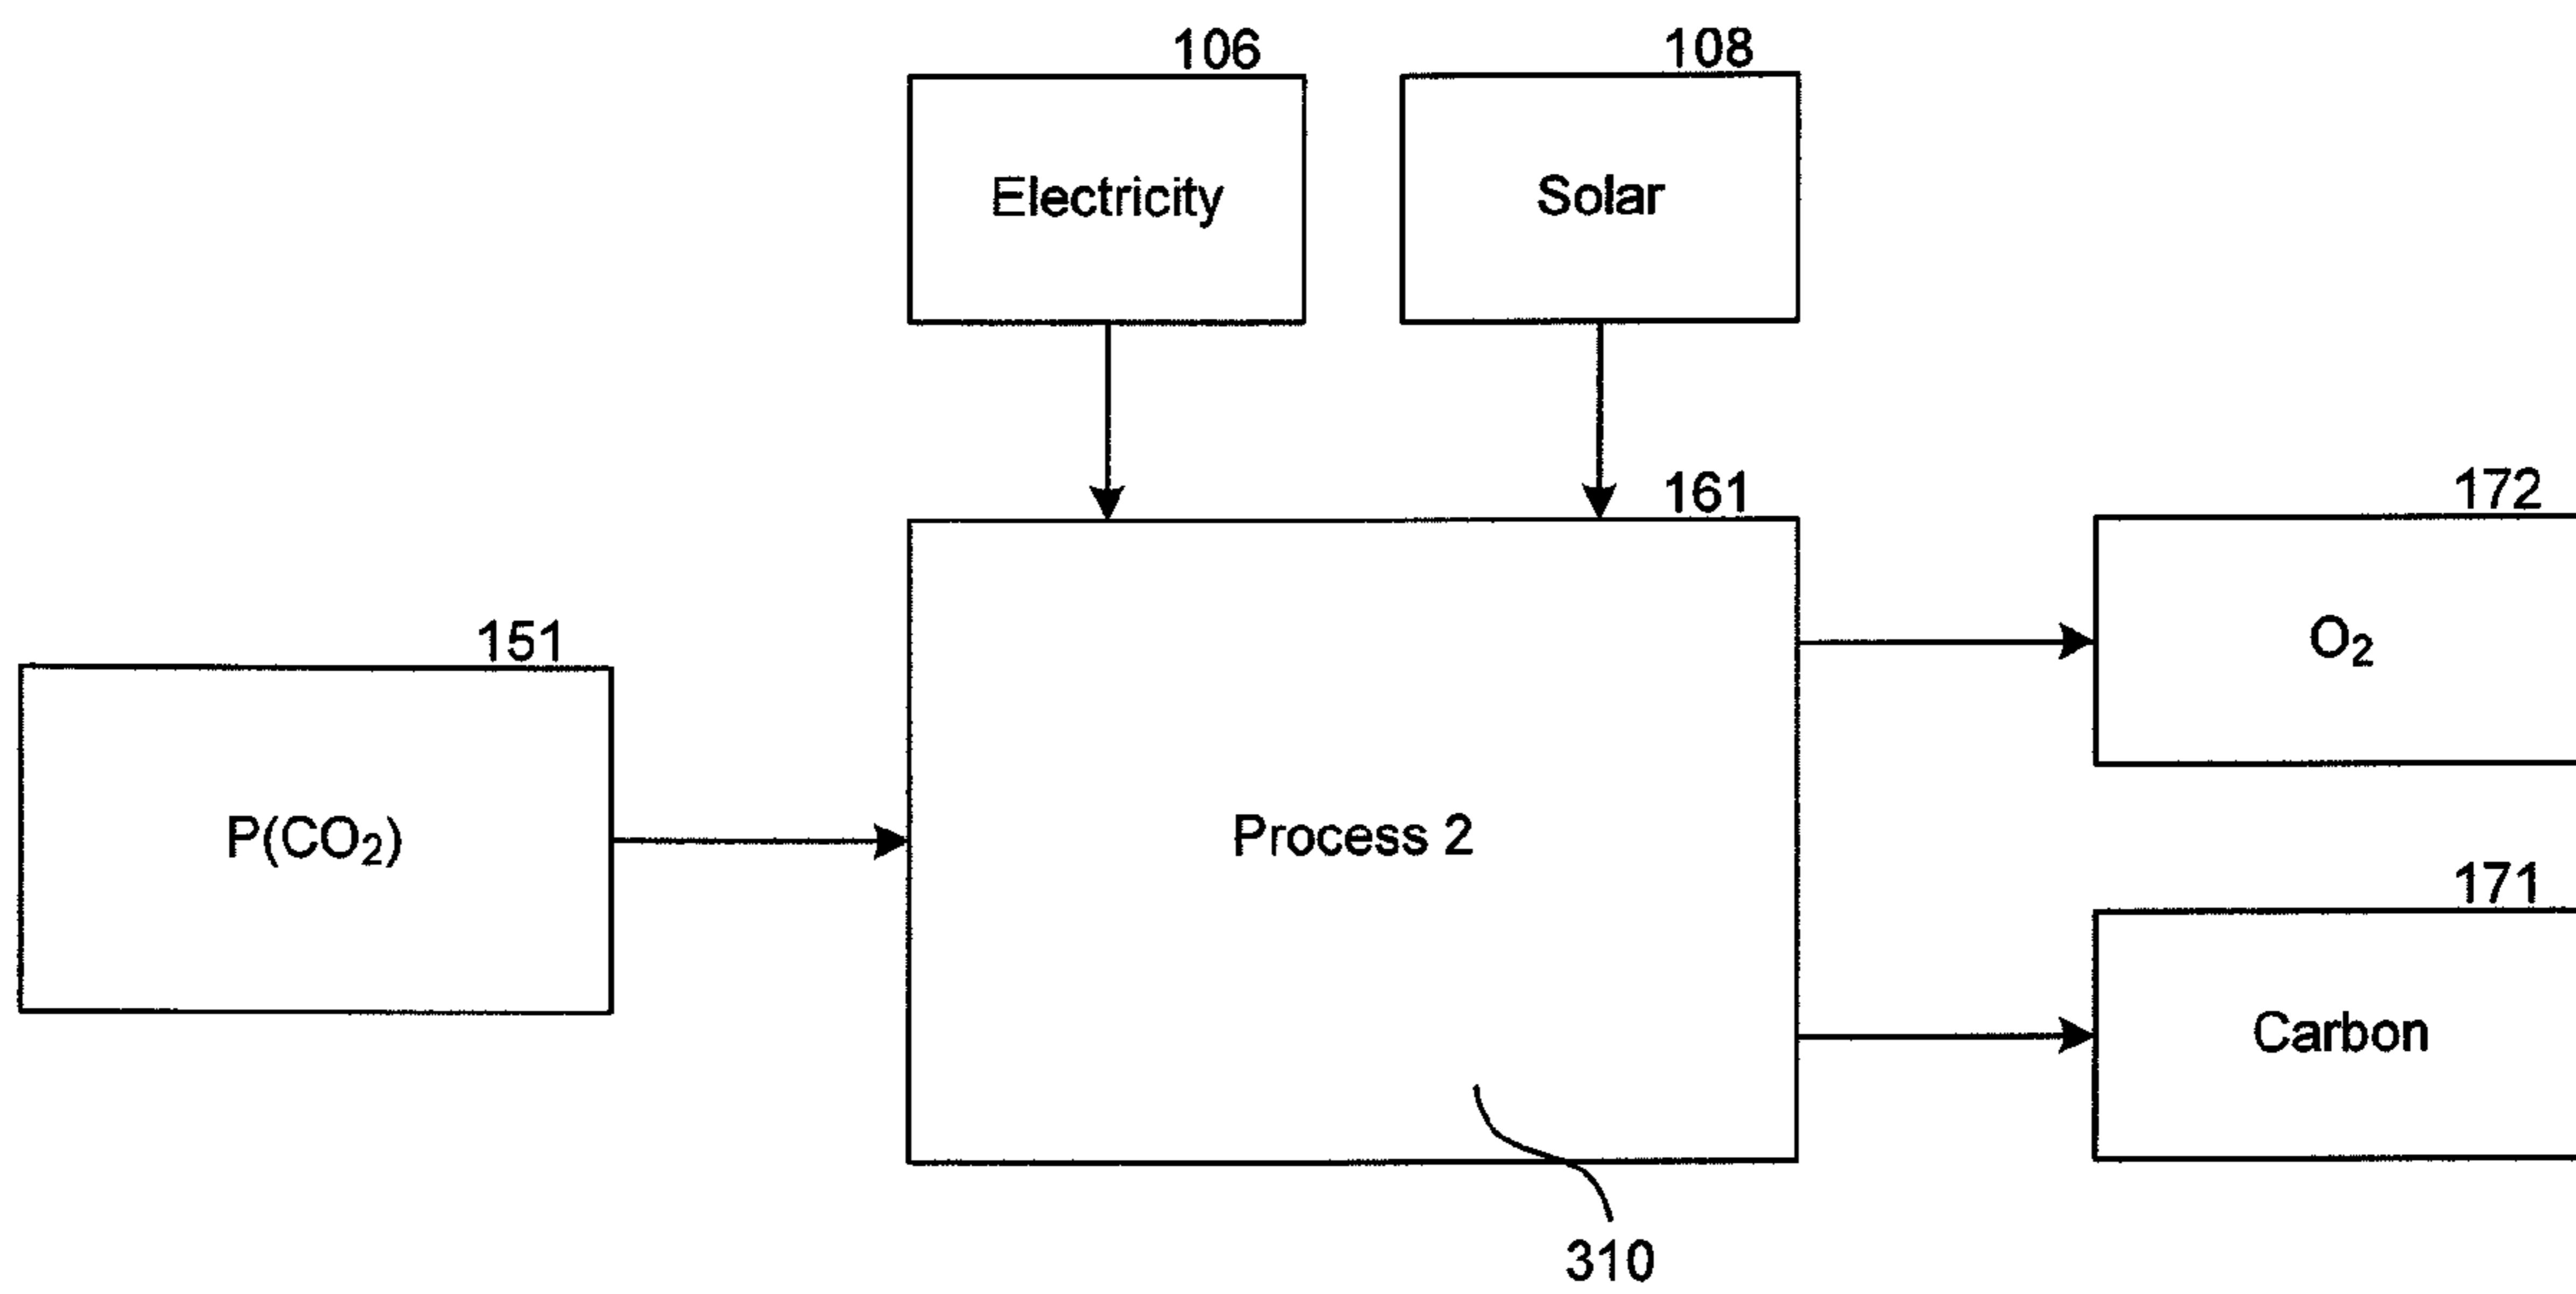 106
108
Electricity
Solar
161
172
151
O₂
P(CO₂)
Process 2
171
Carbon
310